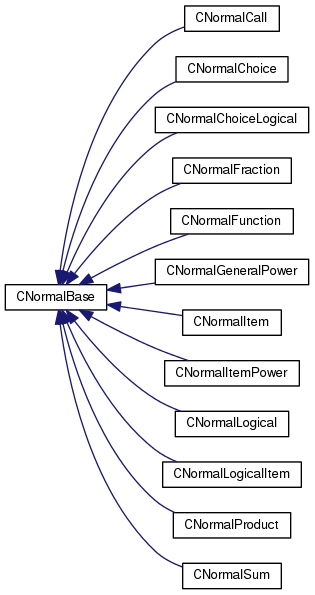 CNormalCall
CNormalChoice
CNormalChoiceLogical
CNormalFraction
CNormalFunction
CNormalGeneralPower
CNormalBase
CNormalItem
CNormalItemPower
CNormalLogical
CNormalLogicalItem
CNormalProduct
CNormalSum